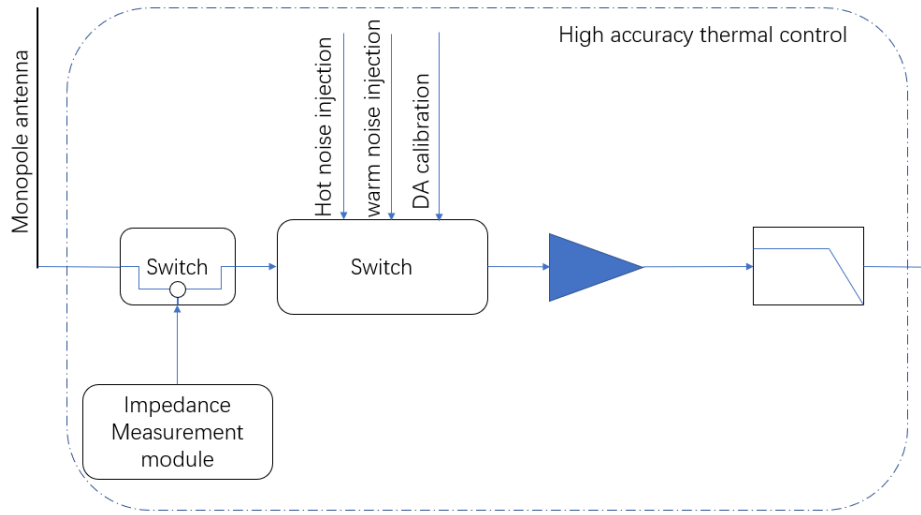 High accuracy thermal control
Monopole antenna
Hot noise injection
warm noise injection
DA calibration
Switch
Switch
Impedance
Measurement
module